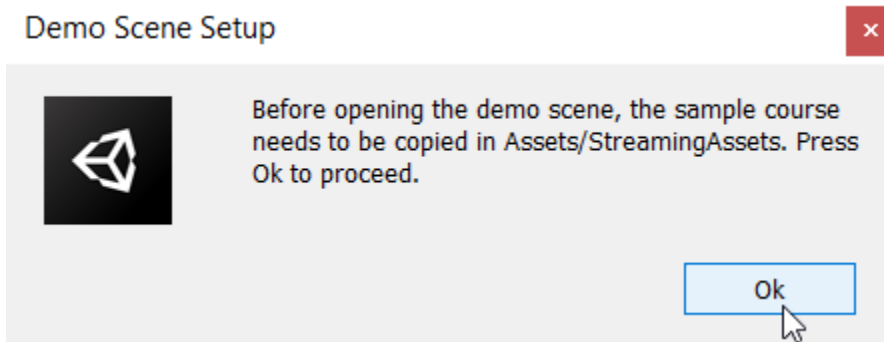 Demo Scene Setup
Before opening the demo scene, the sample course
needs to be copied in Assets/StreamingAssets. Press
Ok to proceed.
Ok